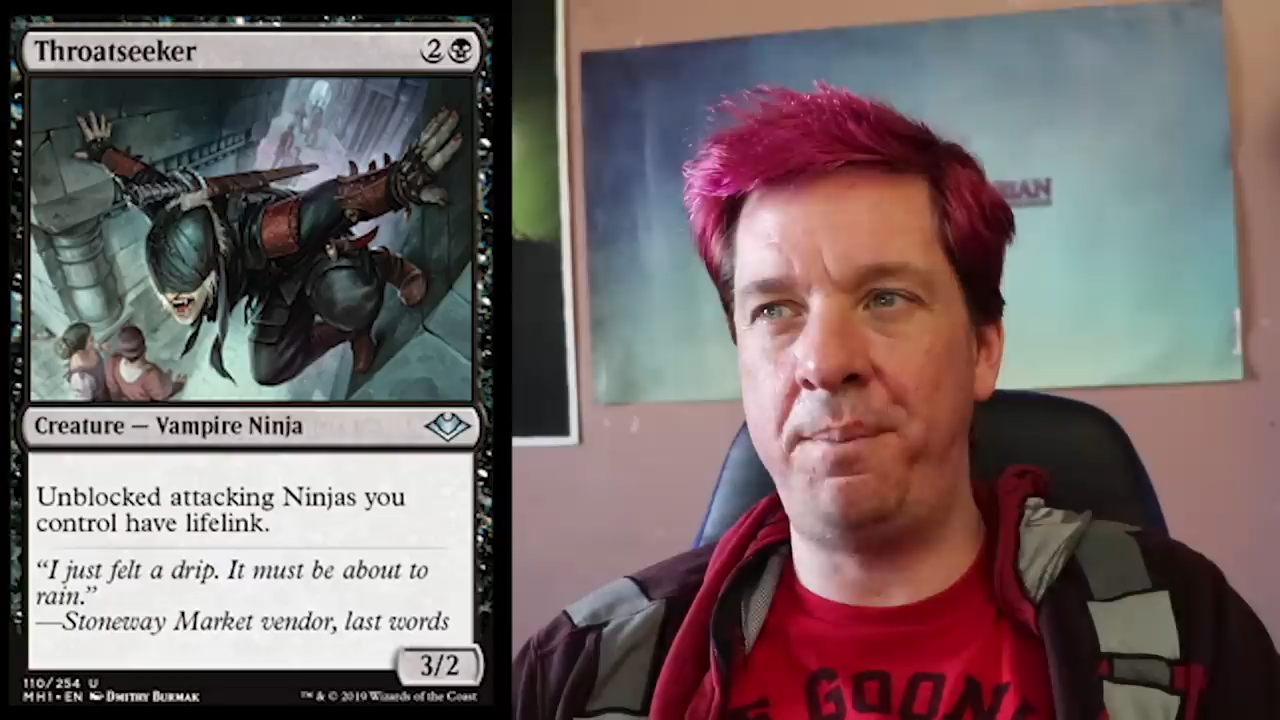 Throatseeker 2
Creature — Vampire Ninja
Unblocked attacking Ninjas you
control have lifelink.
“I just felt a drip. It must be about to
rain.”
—Stoneway Market vendor, last words
3/2
110/254 U
MH1 • EN Dmitry Burmak
™ & © 2019 Wizards of the Coast
GOON